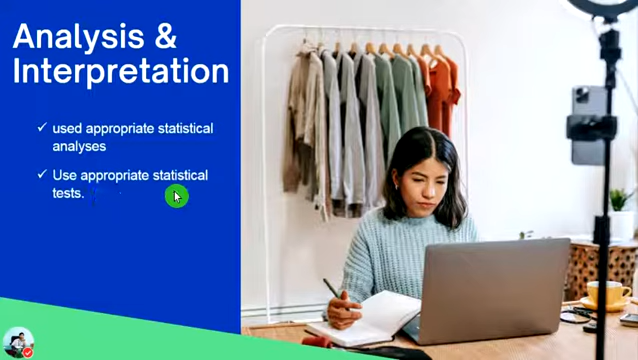 Analysis &
Interpretation
✓ used appropriate statistical
analyses
✓ Use appropriate statistical
tests.